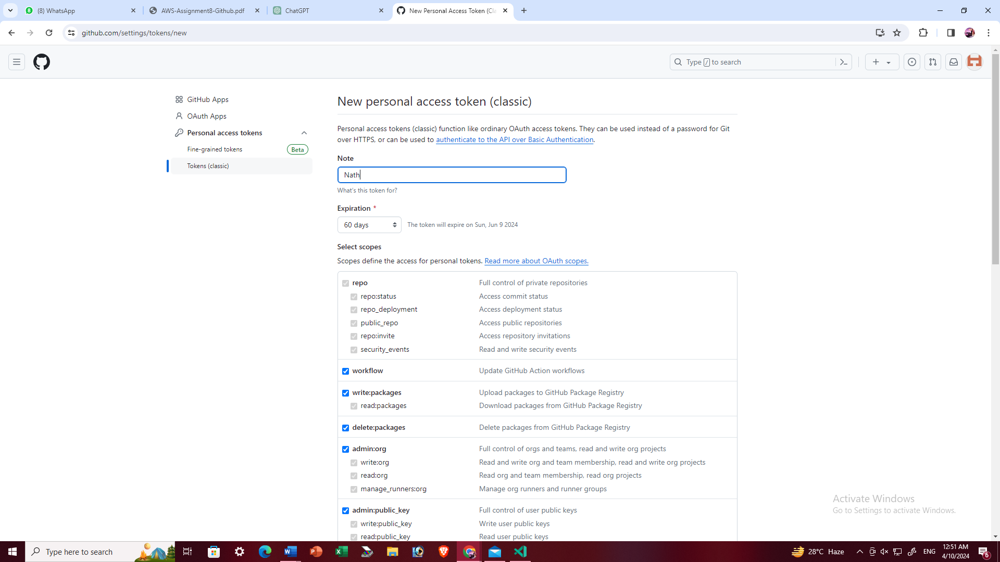 (8) WhatsApp
AWS-Assignment8-Github.pdf
ChatGPT
New Personal Access Token (Cla
github.com/settings/tokens/new
Type / to search
GitHub Apps
OAuth Apps
Personal access tokens
Fine-grained tokens
Beta
Tokens (classic)
New personal access token (classic)
Personal access tokens (classic) function like ordinary OAuth access tokens. They can be used instead of a password for Git
over HTTPS, or can be used to authenticate to the API over Basic Authentication.
Note
Nath
What's this token for?
Expiration *
60 days
The token will expire on Sun, Jun 9 2024
Select scopes
Scopes define the access for personal tokens. Read more about OAuth scopes.
repo Full control of private repositories
repo:status Access commit status
repo_deployment Access deployment status
public_repo Access public repositories
repo:invite Access repository invitations
security_events Read and write security events
workflow Update GitHub Action workflows
write:packages Upload packages to GitHub Package Registry
read:packages Download packages from GitHub Package Registry
delete:packages Delete packages from GitHub Package Registry
admin:org Full control of orgs and teams, read and write org projects
write:org Read and write org and team membership, read and write org projects
read:org Read org and team membership, read org projects
manage_runners:org Manage org runners and runner groups
admin:public_key Full control of user public keys
write:public_key Write user public keys
read:public_key Read user public keys
Activate Windows
Go to Settings to activate Windows.
Type here to search
28°C Haze
ENG
12:51 AM
4/10/2024
6